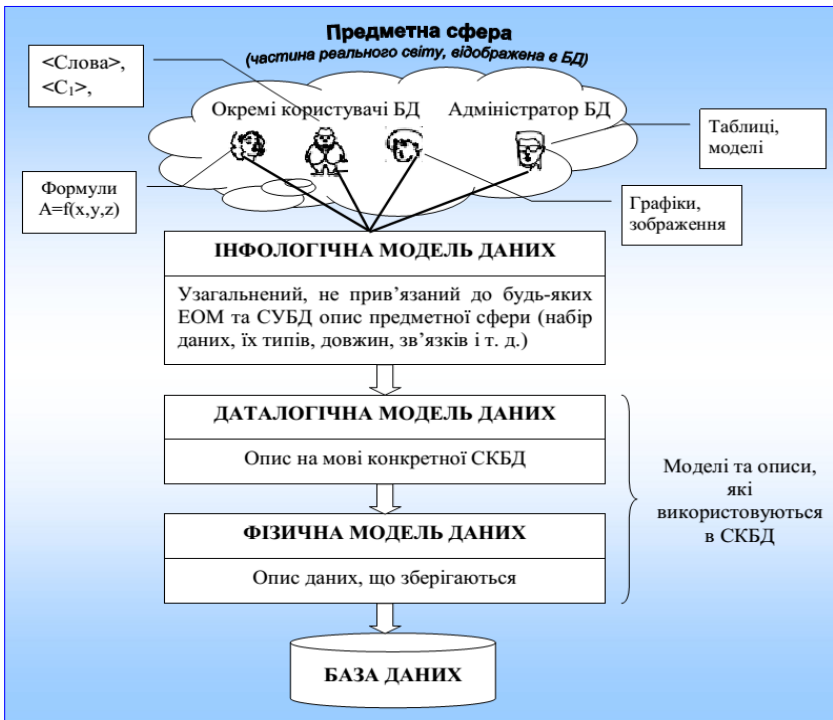 Предметна сфера
(частина реального світу, відображена в БД)
<Слова>,
<C₁>,
Окремі користувачі БД
Адміністратор БД
Таблиці,
моделі
Формули
A=f(x,y,z)
Графіки,
зображення
ІНФОЛОГІЧНА МОДЕЛЬ ДАНИХ
Узагальнений, не прив’язаний до будь-яких
ЕОМ та СУБД опис предметної сфери (набір
даних, їх типів, довжин, зв’язків і т. д.)
ДАТАЛОГІЧНА МОДЕЛЬ ДАНИХ
Опис на мові конкретної СКБД
ФІЗИЧНА МОДЕЛЬ ДАНИХ
Опис даних, що зберігаються
Моделі та описи,
які
використовуються
в СКБД
БАЗА ДАНИХ